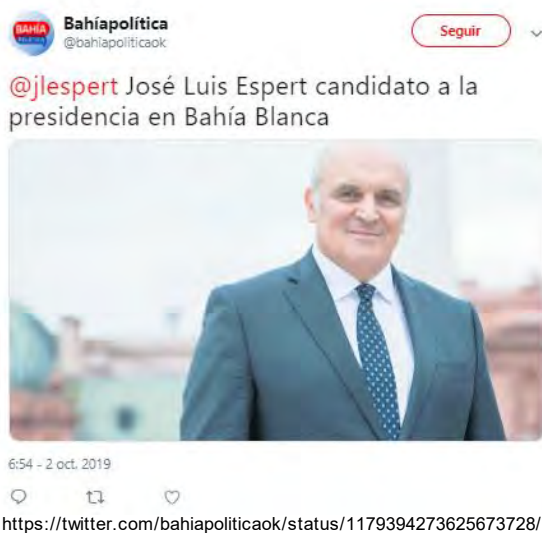 BAHÍA
POLÍTICA
Bahíapolítica
@bahiapoliticaok
Seguir
@jlespert José Luis Espert candidato a la
presidencia en Bahía Blanca
6:54 - 2 oct. 2019
https://twitter.com/bahiapoliticaok/status/1179394273625673728/